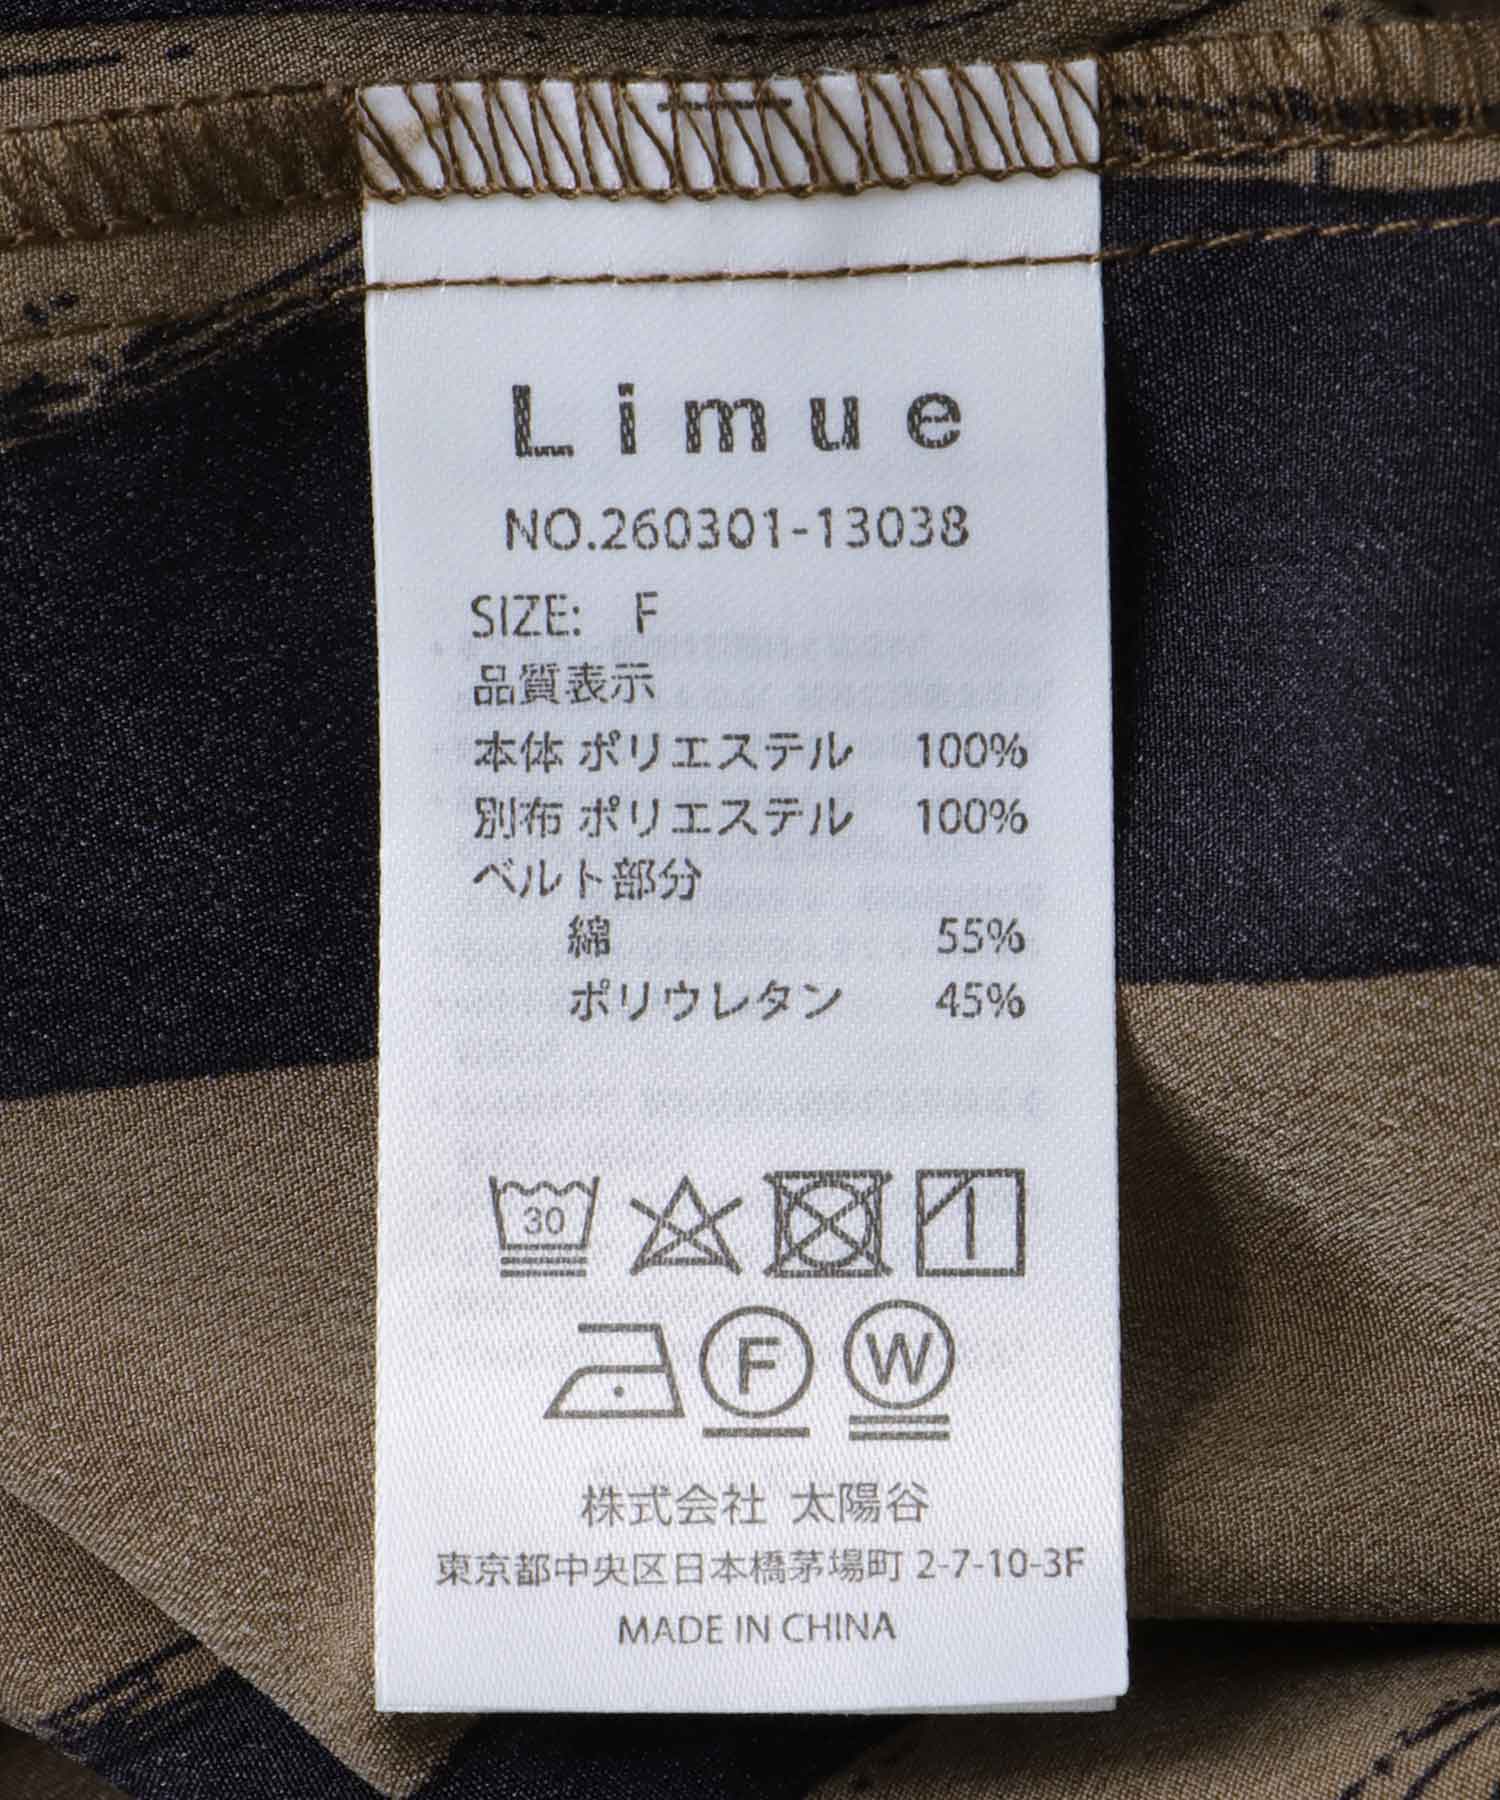 Limue
NO.260301-13038
SIZE: F
品質表示
本体 ポリエステル 100%
別布 ポリエステル 100%
ベルト部分
綿 55%
ポリウレタン 45%
30
F
W
株式会社 太陽谷
東京都中央区日本橋茅場町 2-7-10-3F
MADE IN CHINA